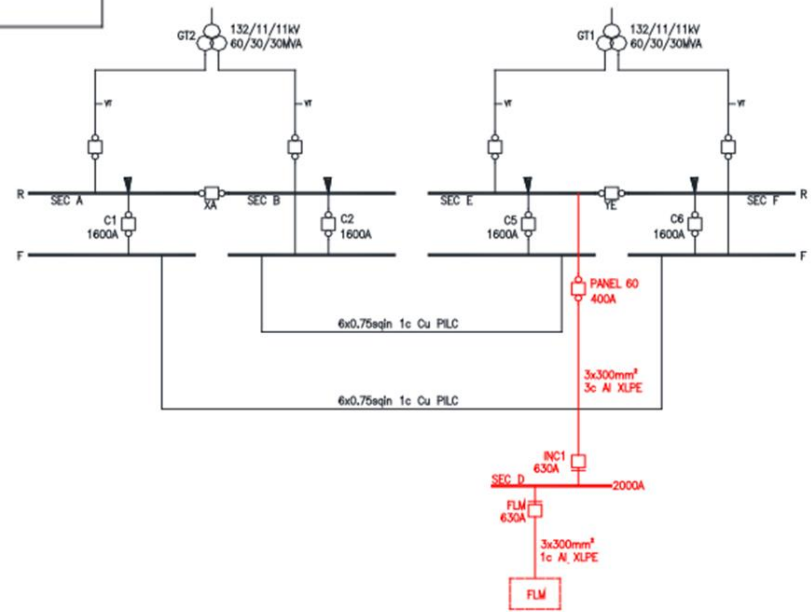 GT2
132/11/11kV
60/30/30MVA
GT1
132/11/11kV
60/30/30MVA
VT
VT
VT
VT
R
SEC A
XA
SEC B
SEC E
YE
SEC F
R
C1
1600A
C2
1600A
C5
1600A
C6
1600A
F
F
PANEL 60
400A
6x0.75sqin 1c Cu PILC
3x300mm²
3c Al XLPE
6x0.75sqin 1c Cu PILC
INC1
630A
SEC D
2000A
FLM
630A
3x300mm²
1c Al XLPE
FLM